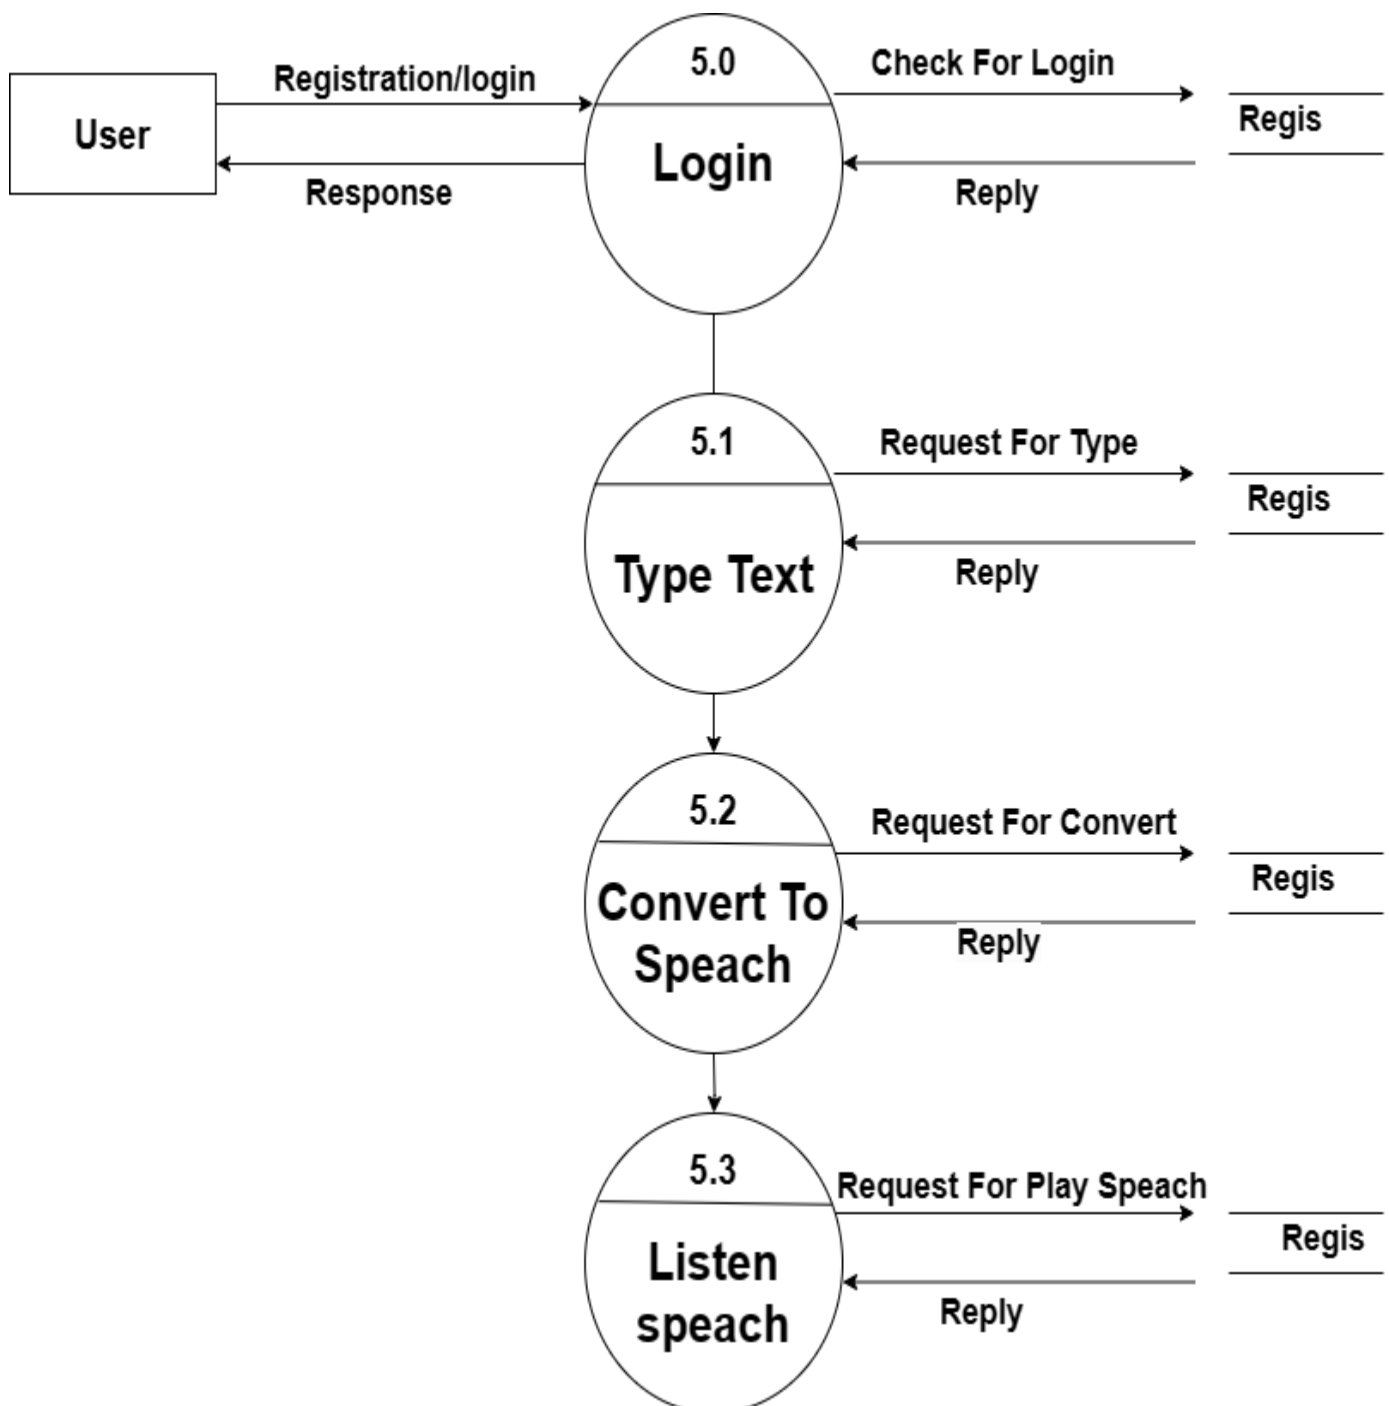 5.0
Check For Login
Registration/login
Regis
User
Login
Response
Reply
5.1
Request For Type
Regis
Type Text
Reply
5.2
Request For Convert
Regis
Convert To
Speach
Reply
5.3
Request For Play Speach
Regis
Listen
speach
Reply